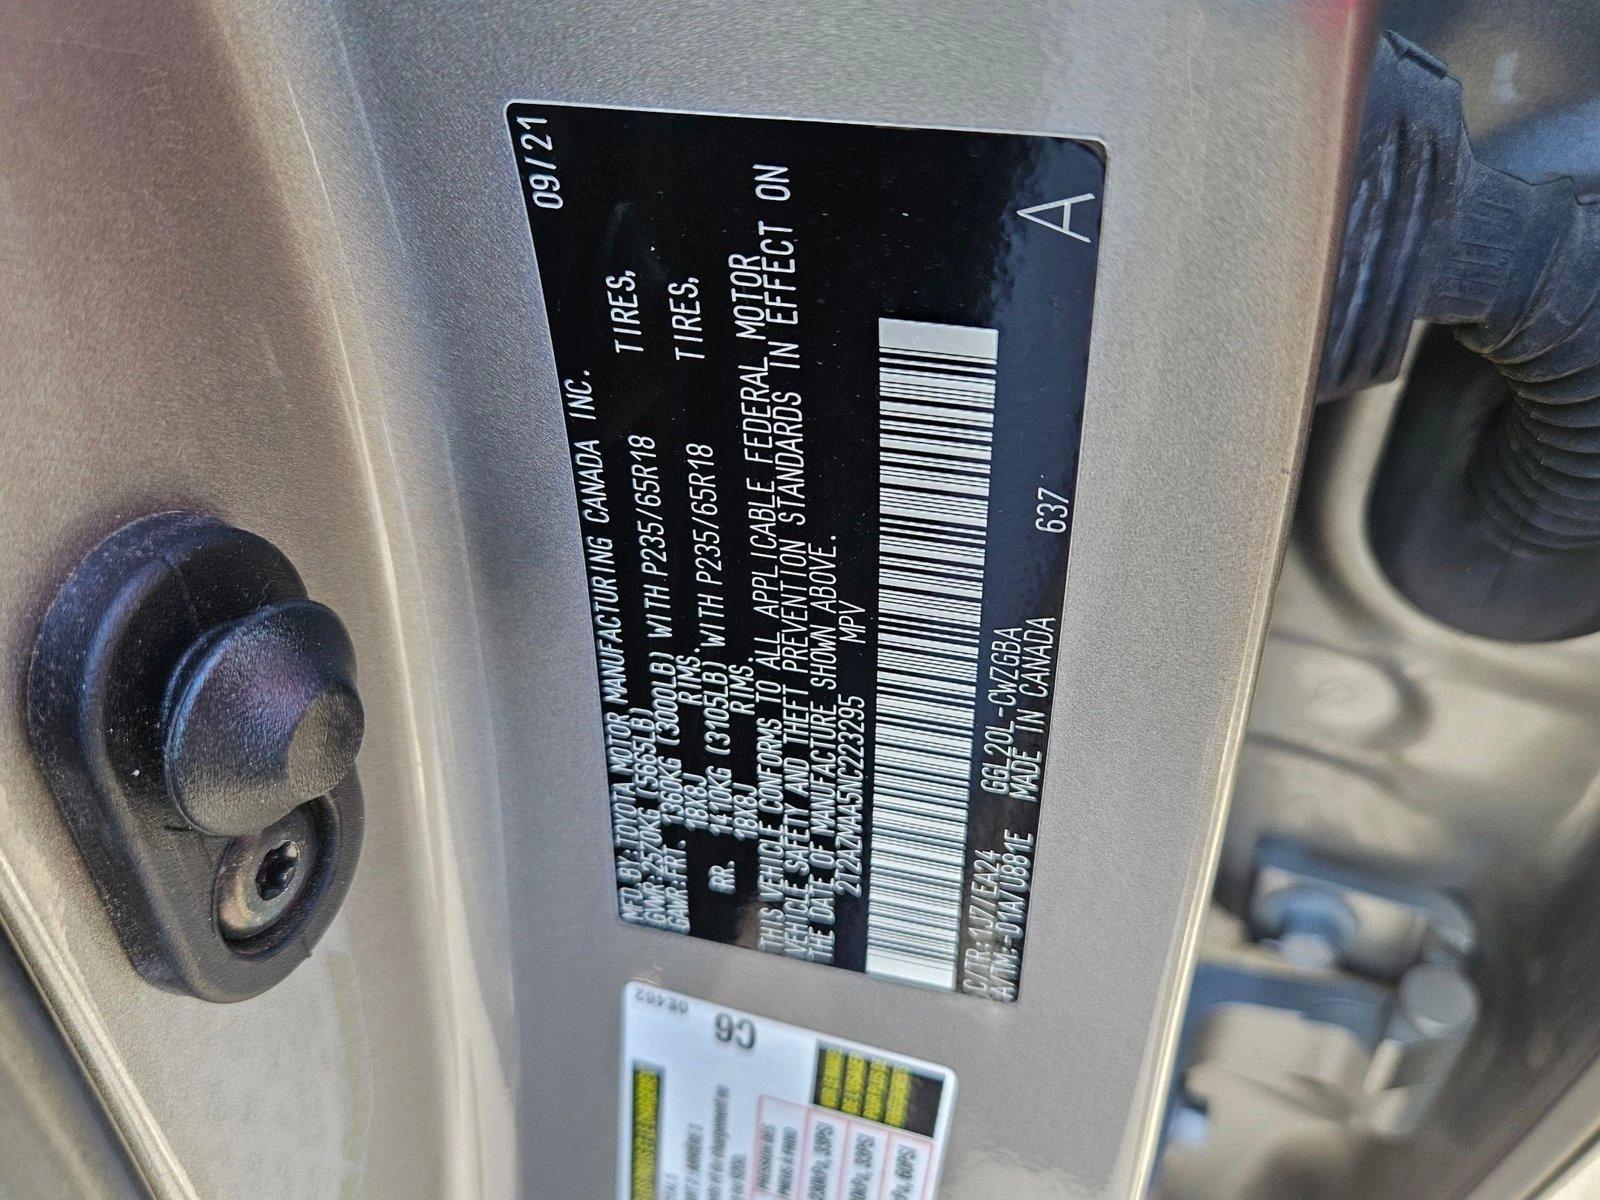 09/21
MFD. BY: TOYOTA MOTOR MANUFACTURING CANADA INC.
GVWR: 2570KG (5665LB)
GAWR: FRT. 1360KG (3000LB) WITH P235/65R18 TIRES,
18X8J RIMS.
RR. 1410KG (3105LB) WITH P235/65R18 TIRES,
18X8J RIMS.
THIS VEHICLE CONFORMS TO ALL APPLICABLE FEDERAL MOTOR
VEHICLE SAFETY AND THEFT PREVENTION STANDARDS IN EFFECT ON
THE DATE OF MANUFACTURE SHOWN ABOVE.
2T2AZMAA5NC223295 MPV
C/TR: 1J7/EA24 GGL20L-CWZGBA
A/TM: -01A/U881E MADE IN CANADA 637
A
0E462
C6